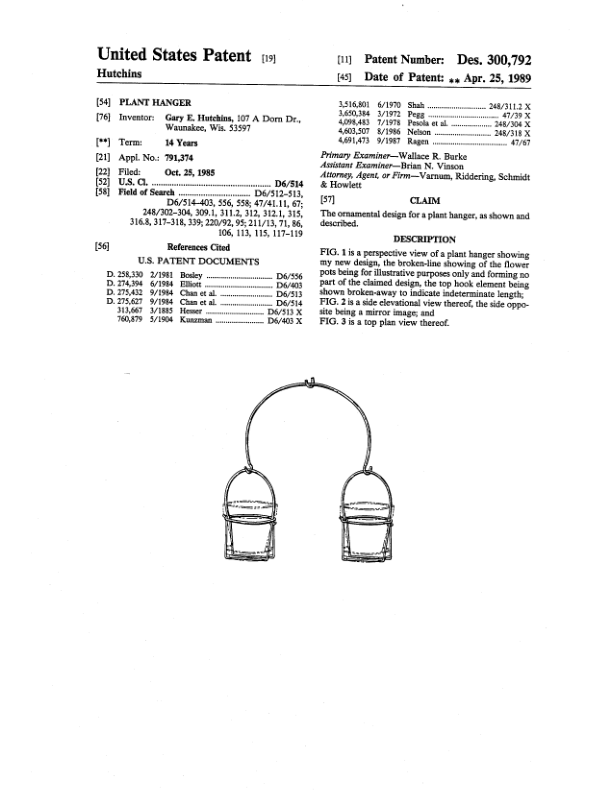 United States Patent [19]
Hutchins
[11] Patent Number: Des. 300,792
[45] Date of Patent: ** Apr. 25, 1989
[54] PLANT HANGER
[76] Inventor: Gary E. Hutchins, 107 A Dorn Dr.,
Waunakee, Wis. 53597
[**] Term: 14 Years
[21] Appl. No.: 791,374
[22] Filed: Oct. 25, 1985
[52] U.S. Cl. .................................................. D6/514
[58] Field of Search ........................... D6/512-513,
D6/514-403, 556, 558; 47/41.11, 67;
248/302-304, 309.1, 311.2, 312, 312.1, 315,
316.8, 317-318, 339; 220/92, 95; 211/13, 71, 86,
106, 113, 115, 117-119
[56] References Cited
U.S. PATENT DOCUMENTS
D. 258,330 2/1981 Bosley ............................ D6/556
D. 274,394 6/1984 Elliott ............................. D6/403
D. 275,432 9/1984 Chan et al. ...................... D6/513
D. 275,627 9/1984 Chan et al. ...................... D6/514
313,667 3/1885 Hesser ......................... D6/513 X
760,879 5/1904 Kunzman ..................... D6/403 X
3,516,801 6/1970 Shah ......................... 248/311.2 X
3,650,384 3/1972 Pegg .............................. 47/39 X
4,098,483 7/1978 Pesola et al. ................. 248/304 X
4,603,507 8/1986 Nelson ......................... 248/318 X
4,691,473 9/1987 Ragen ................................ 47/67
Primary Examiner—Wallace R. Burke
Assistant Examiner—Brian N. Vinson
Attorney, Agent, or Firm—Varnum, Riddering, Schmidt
& Howlett
[57] CLAIM
The ornamental design for a plant hanger, as shown and
described.
DESCRIPTION
FIG. 1 is a perspective view of a plant hanger showing
my new design, the broken-line showing of the flower
pots being for illustrative purposes only and forming no
part of the claimed design, the top hook element being
shown broken-away to indicate indeterminate length;
FIG. 2 is a side elevational view thereof, the side oppo-
site being a mirror image; and
FIG. 3 is a top plan view thereof.